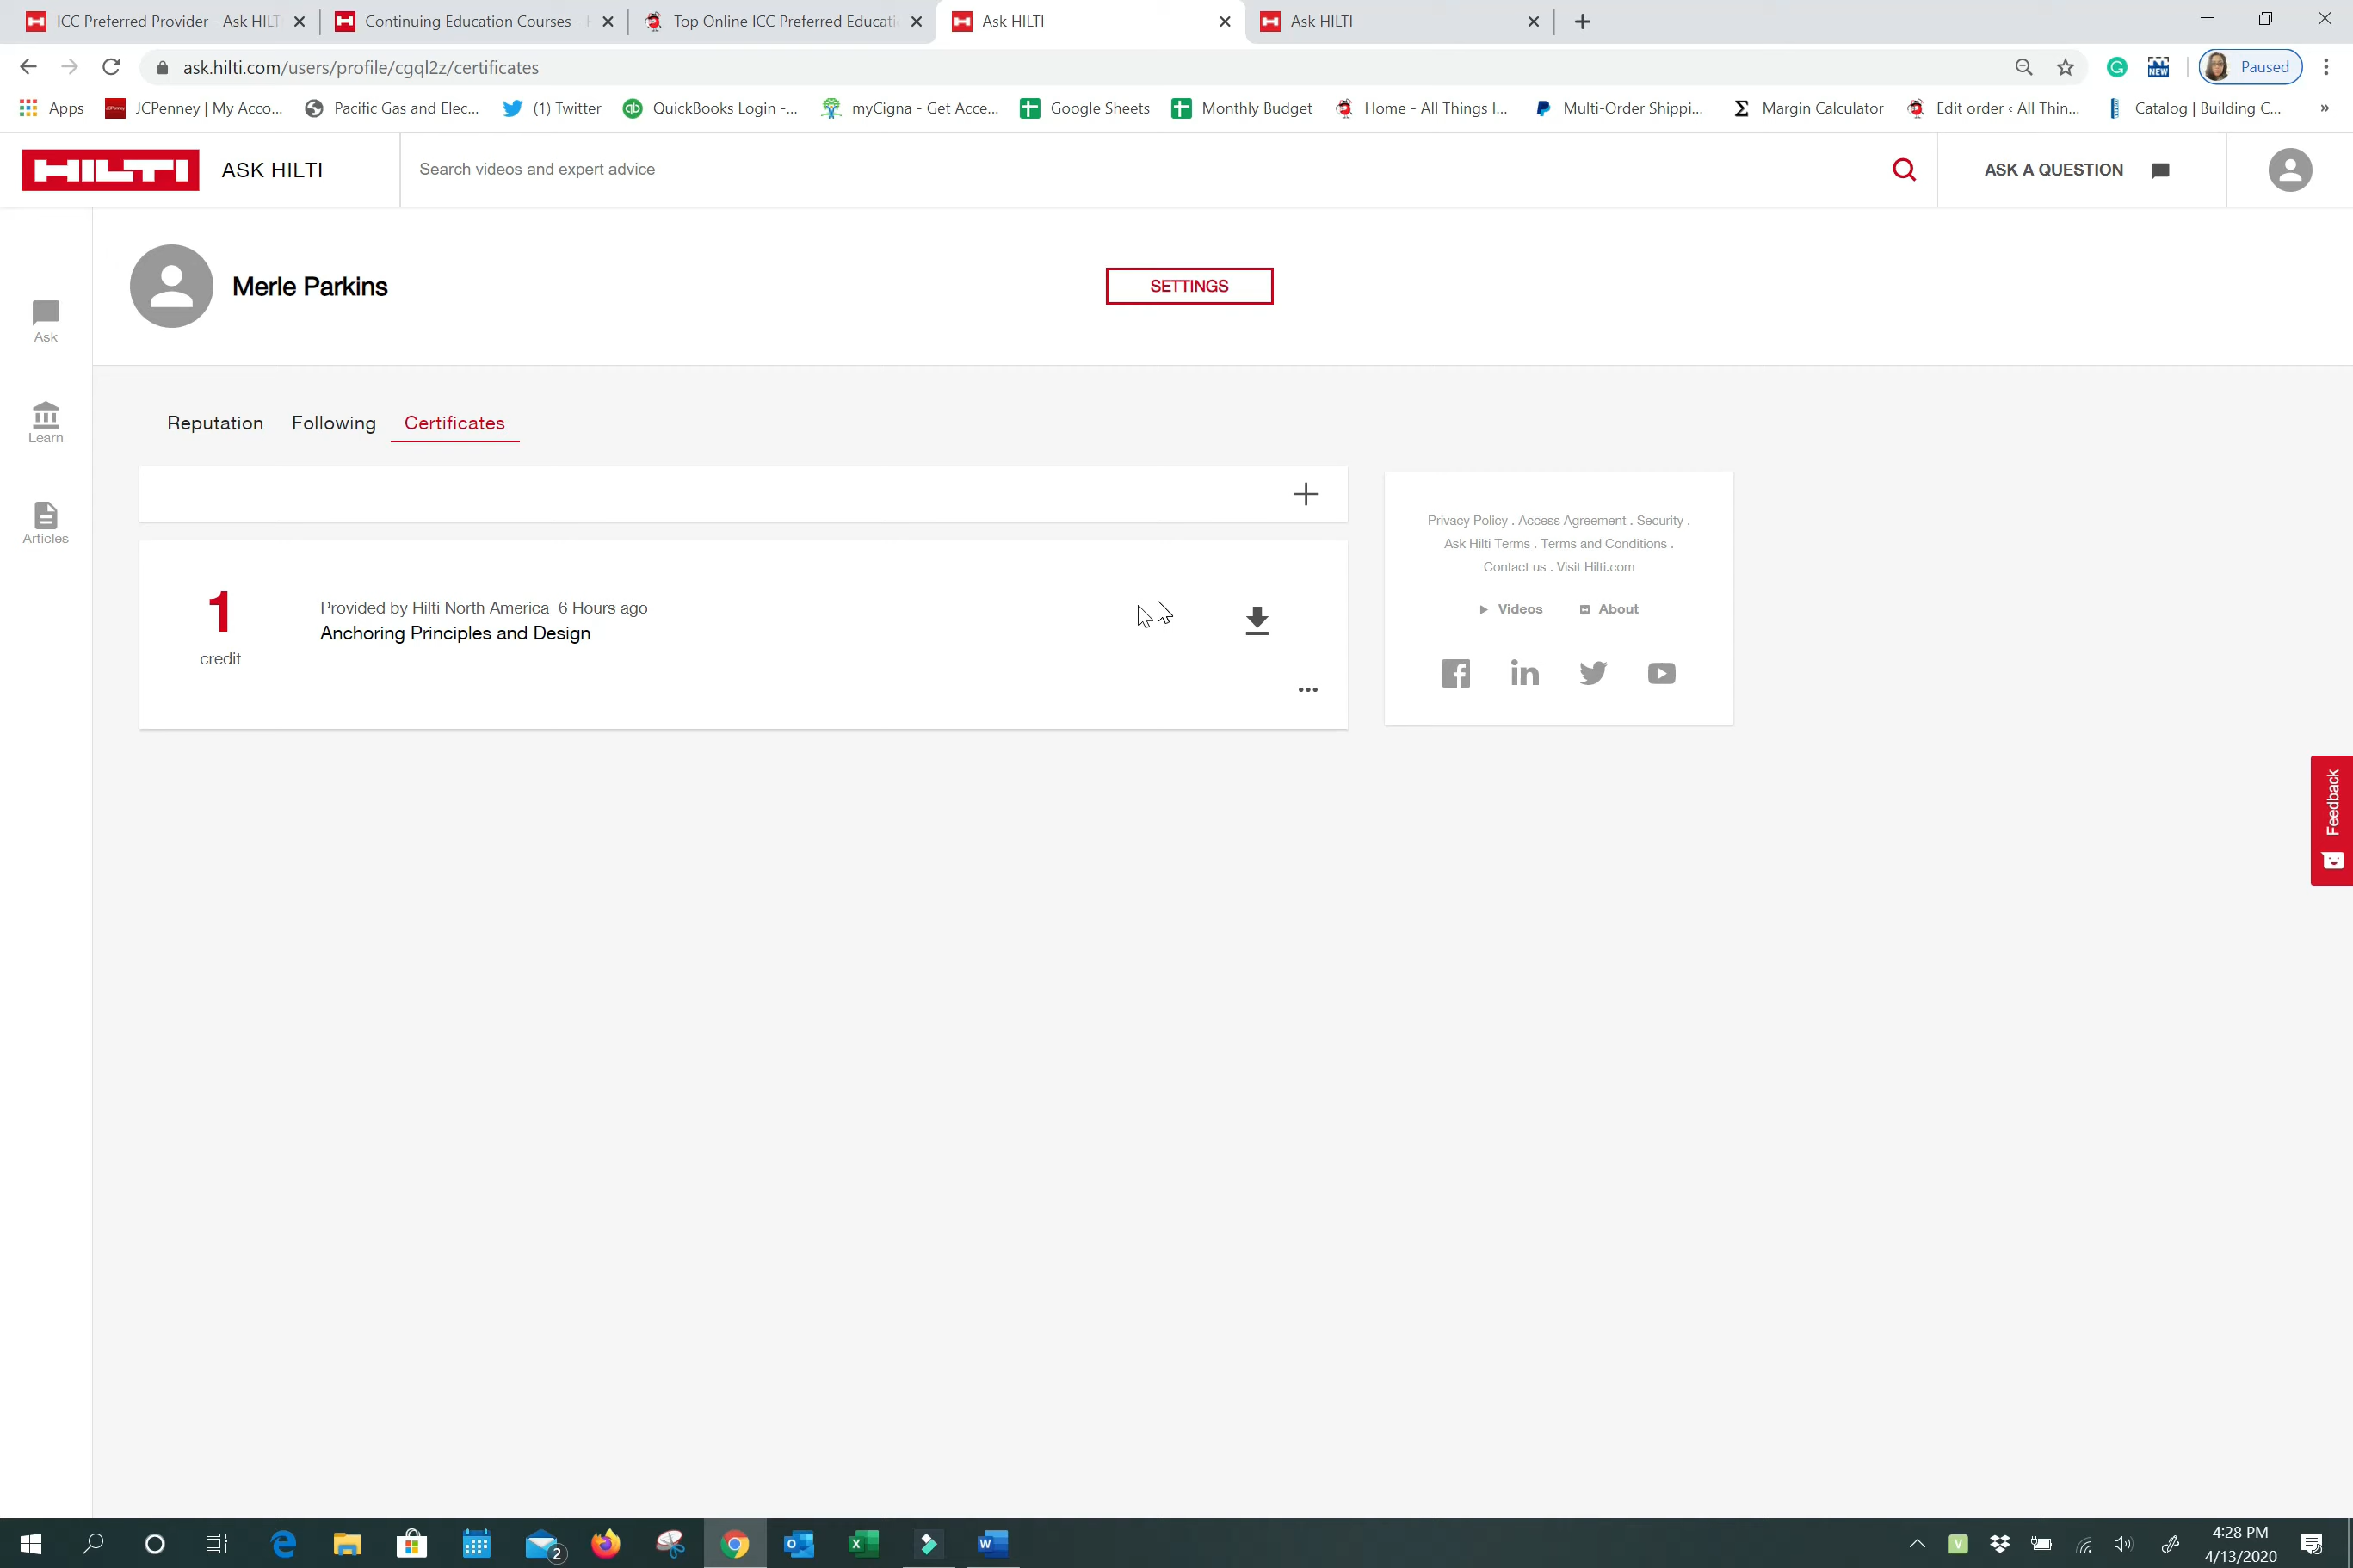 ICC Preferred Provider - Ask HILT
Continuing Education Courses -
Top Online ICC Preferred Educati
Ask HILTI
Ask HILTI
ask.hilti.com/users/profile/cgql2z/certificates
NEW
Paused
Apps
JCPenney | My Acco...
Pacific Gas and Elec...
(1) Twitter
QuickBooks Login -...
myCigna - Get Acce...
Google Sheets
Monthly Budget
Home - All Things I...
Multi-Order Shippi...
Margin Calculator
Edit order ‹ All Thin...
Catalog | Building C...
»
HILTI
ASK HILTI
Search videos and expert advice
ASK A QUESTION
Merle Parkins
SETTINGS
Ask
Learn
Articles
Reputation
Following
Certificates
1
credit
Provided by Hilti North America 6 Hours ago
Anchoring Principles and Design
Privacy Policy . Access Agreement . Security .
Ask Hilti Terms . Terms and Conditions .
Contact us . Visit Hilti.com
Videos
About
Feedback
2
4:28 PM
4/13/2020